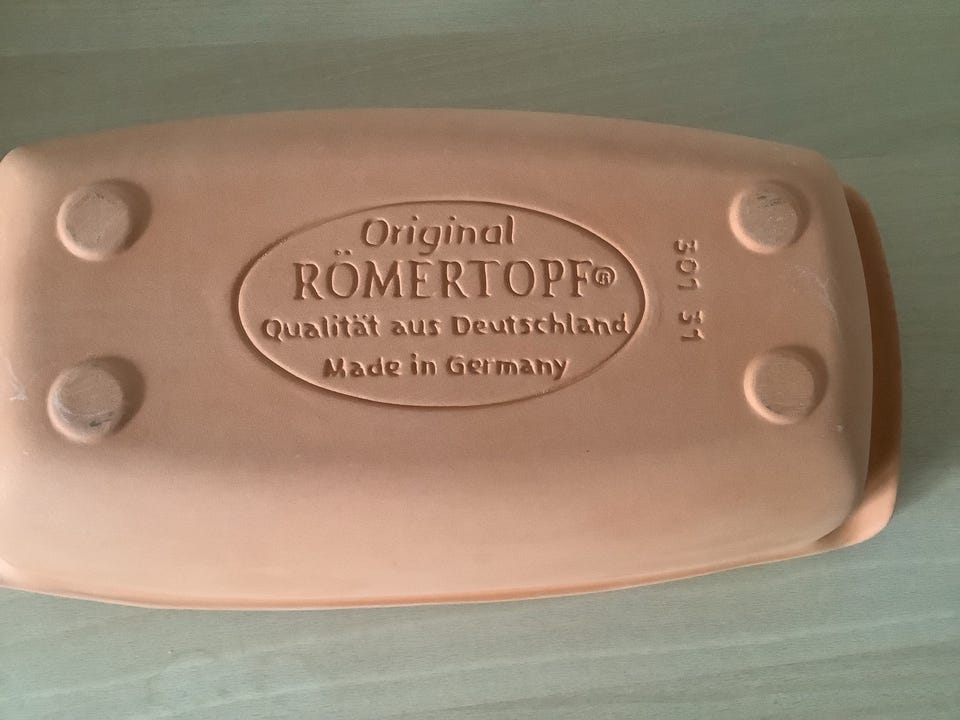 Original
RÖMERTOPF®
Qualität aus Deutschland
Made in Germany
301 31